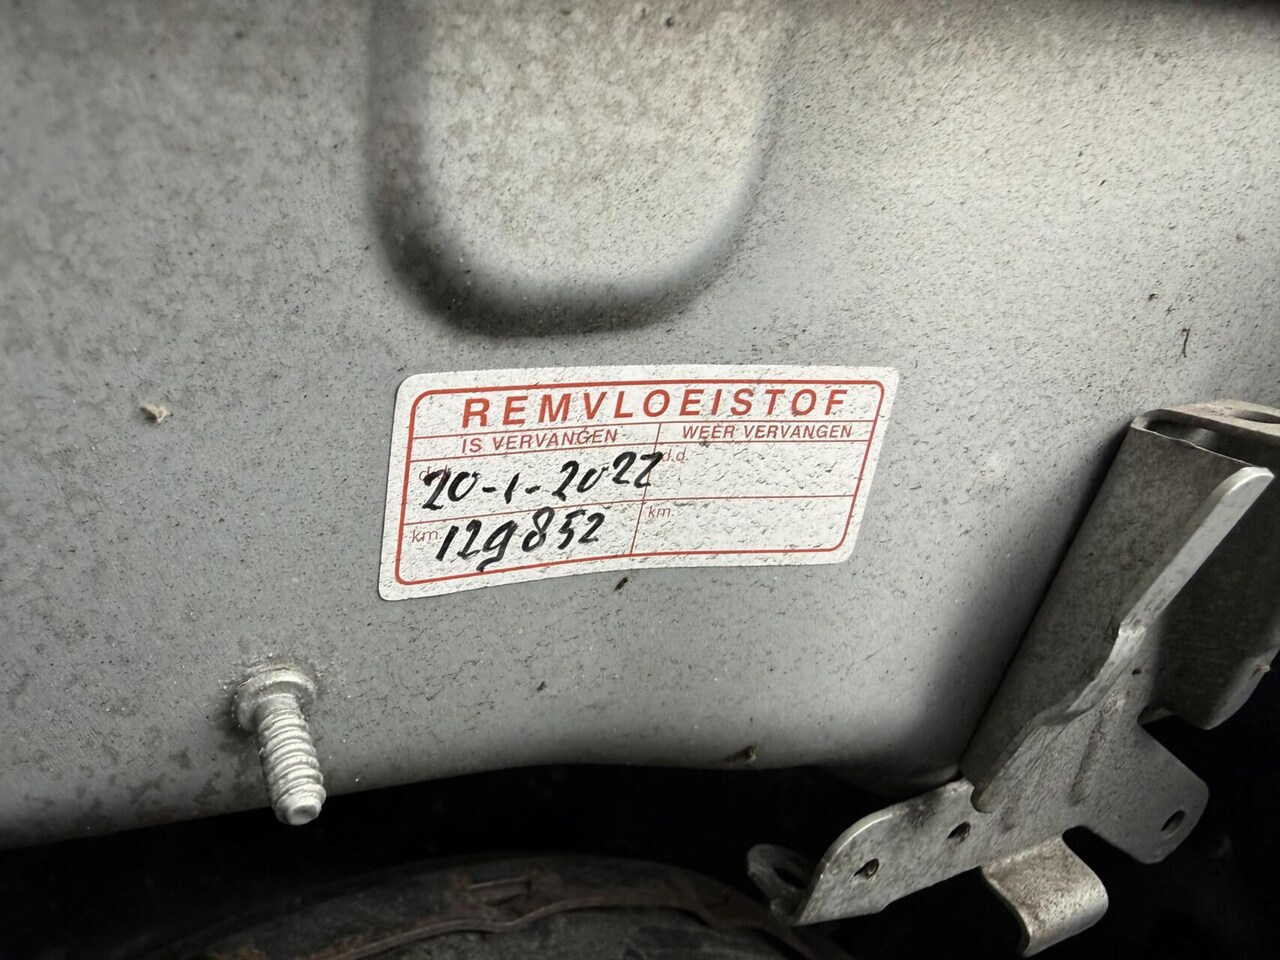 REMVLOEISTOF
IS VERVANGEN WEER VERVANGEN
d.d. 20-1-2022 d.d.
km. 129852 km.